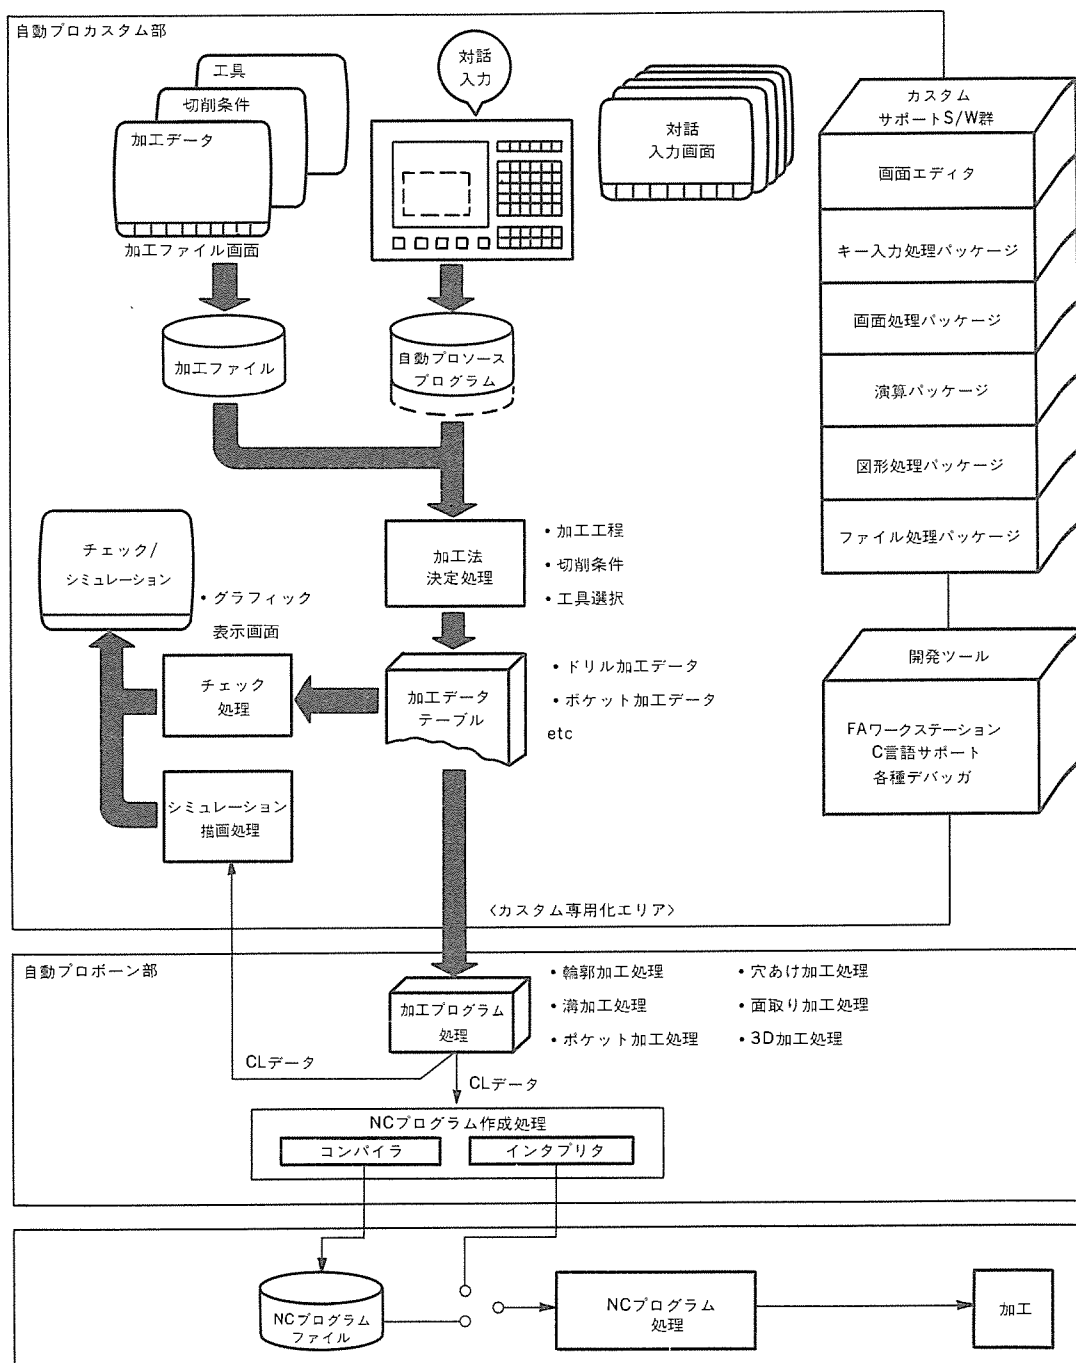 自動プロカスタム部
工具
切削条件
加工データ
加工ファイル画面
対話
入力
対話
入力画面
カスタム
サポートS/W群
画面エディタ
キー入力処理パッケージ
画面処理パッケージ
演算パッケージ
図形処理パッケージ
ファイル処理パッケージ
加工ファイル
自動プロソース
プログラム
加工法
決定処理
・加工工程
・切削条件
・工具選択
チェック/
シミュレーション
・グラフィック
表示画面
チェック
処理
加工データ
テーブル
・ドリル加工データ
・ポケット加工データ
etc
開発ツール
FAワークステーション
C言語サポート
各種デバッガ
シミュレーション
描画処理
〈カスタム専用化エリア〉
自動プロボーン部
加工プログラム
処理
・輪郭加工処理
・溝加工処理
・ポケット加工処理
・穴あけ加工処理
・面取り加工処理
・3D加工処理
CLデータ
CLデータ
NCプログラム作成処理
コンパイラ
インタプリタ
NCプログラム
ファイル
NCプログラム
処理
加工